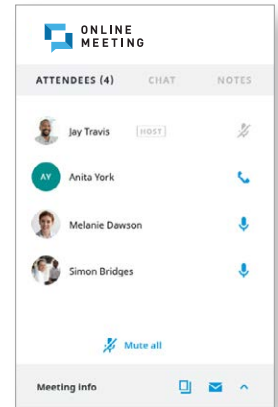 ONLINE
MEETING
ATTENDEES (4) CHAT NOTES
Jay Travis [HOST]
AY Anita York
Melanie Dawson
Simon Bridges
Mute all
Meeting info